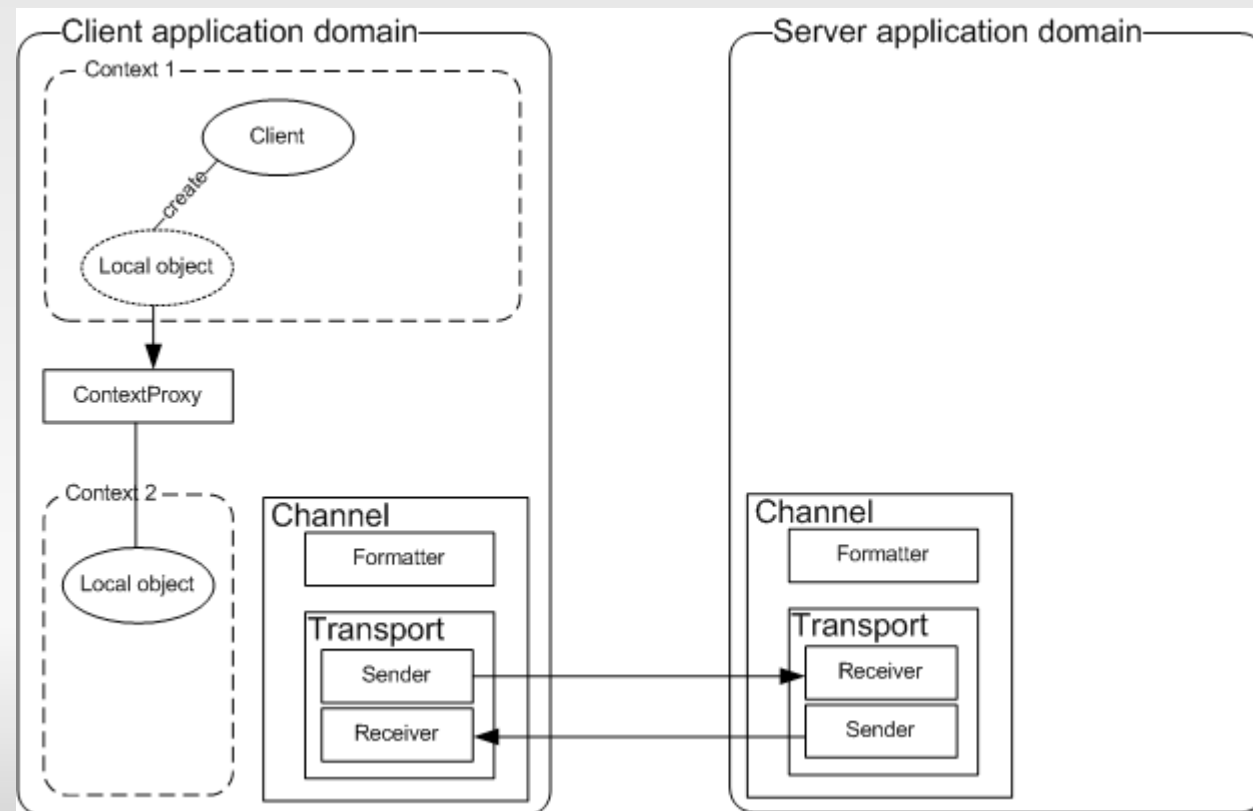 Client application domain
Context 1
Client
create
Local object
ContextProxy
Context 2
Local object
Channel
Formatter
Transport
Sender
Receiver
Server application domain
Channel
Formatter
Transport
Receiver
Sender